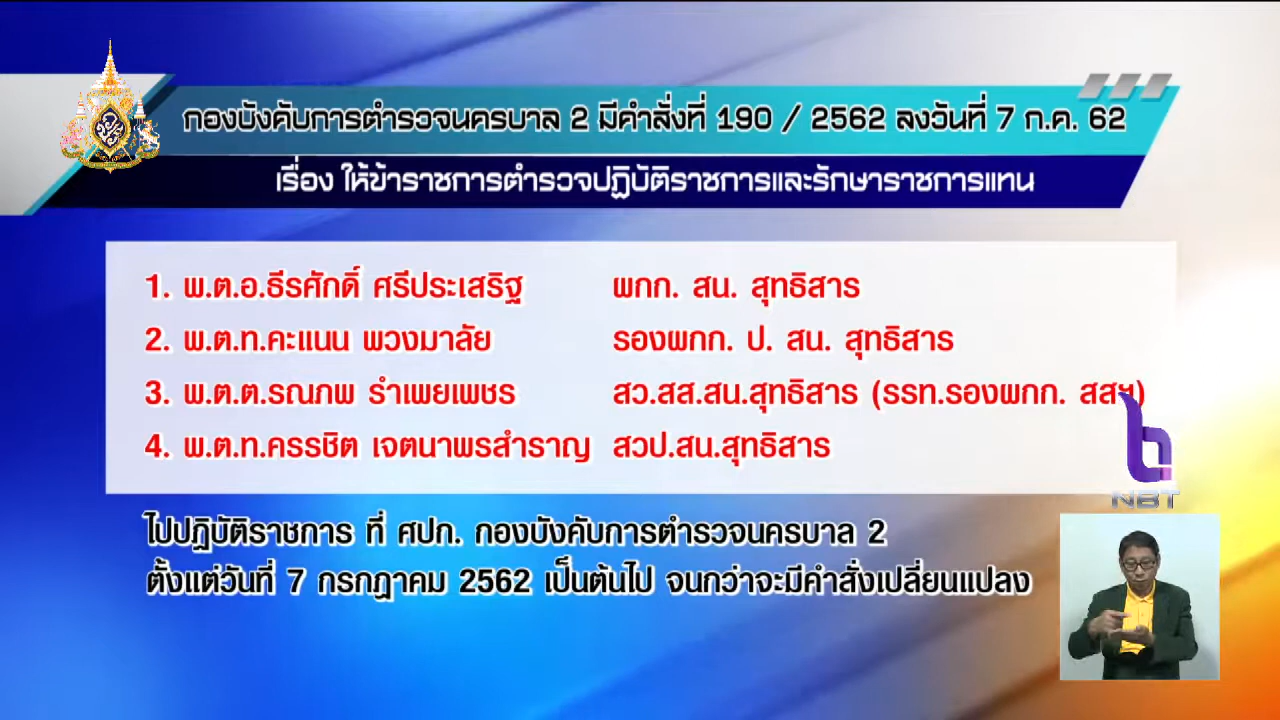 กองบังคับการตำรวจนครบาล 2 มีคำสั่งที่ 190 / 2562 ลงวันที่ 7 ก.ค. 62
เรื่อง ให้ข้าราชการตำรวจปฏิบัติราชการและรักษาราชการแทน
1. พ.ต.อ.ธีรศักดิ์ ศรีประเสริฐ ผกก. สน. สุทธิสาร
2. พ.ต.ท.คะแนน พวงมาลัย รองผกก. ป. สน. สุทธิสาร
3. พ.ต.ต.รณภพ รำเพยเพชร สว.สส.สน.สุทธิสาร (รรท.รองผกก. สสฯ)
4. พ.ต.ท.ครรชิต เจตนาพรสำราญ สวป.สน.สุทธิสาร
ไปปฏิบัติราชการ ที่ ศปก. กองบังคับการตำรวจนครบาล 2
ตั้งแต่วันที่ 7 กรกฎาคม 2562 เป็นต้นไป จนกว่าจะมีคำสั่งเปลี่ยนแปลง
NBT